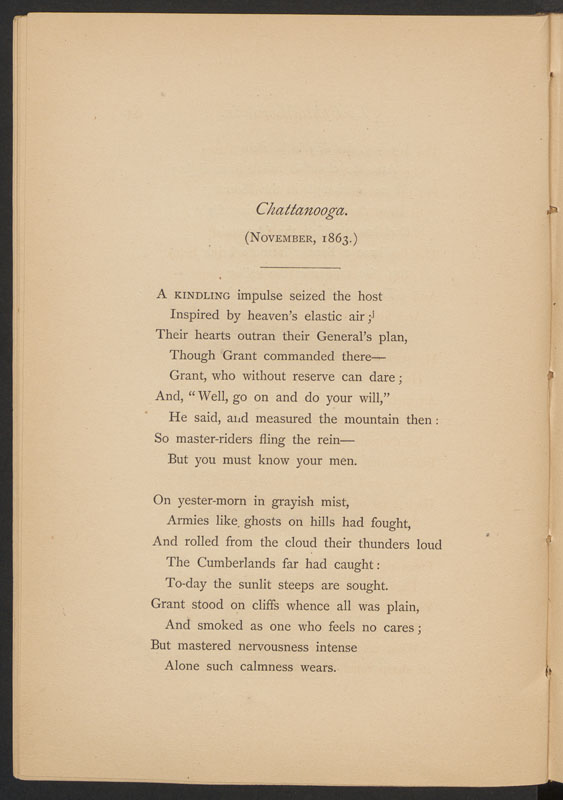 Chattanooga.
(November, 1863.)
A KINDLING impulse seized the host
Inspired by heaven's elastic air;¹
Their hearts outran their General's plan,
Though Grant commanded there—
Grant, who without reserve can dare;
And, "Well, go on and do your will,"
He said, and measured the mountain then:
So master-riders fling the rein—
But you must know your men.
On yester-morn in grayish mist,
Armies like ghosts on hills had fought,
And rolled from the cloud their thunders loud
The Cumberlands far had caught:
To-day the sunlit steeps are sought.
Grant stood on cliffs whence all was plain,
And smoked as one who feels no cares;
But mastered nervousness intense
Alone such calmness wears.